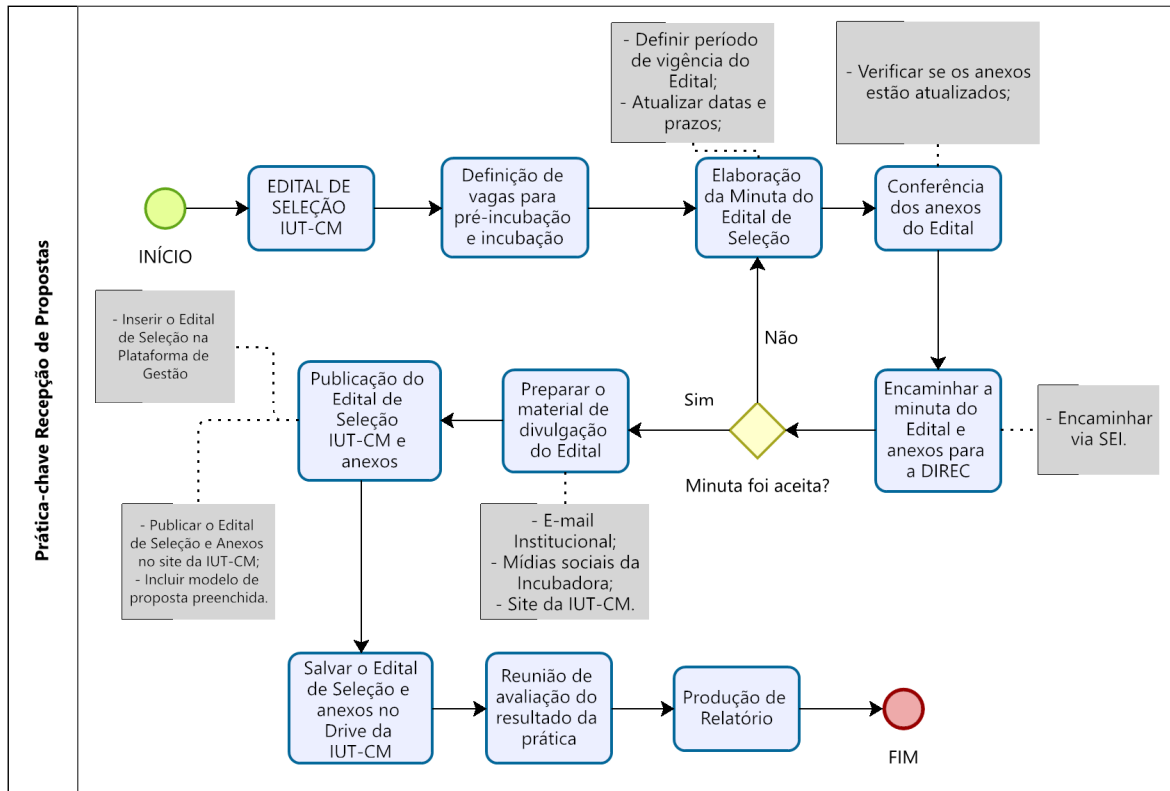 Prática-chave Recepção de Propostas
- Definir período
de vigência do
Edital;
- Atualizar datas e
prazos;
- Verificar se os anexos
estão atualizados;
INÍCIO
EDITAL DE
SELEÇÃO
IUT-CM
Definição de
vagas para
pré-incubação
e incubação
Elaboração
da Minuta do
Edital de
Seleção
Conferência
dos anexos
do Edital
- Inserir o Edital
de Seleção na
Plataforma de
Gestão
Não
Sim
Publicação do
Edital de
Seleção
IUT-CM e
anexos
Preparar o
material de
divulgação
do Edital
Minuta foi aceita?
Encaminhar a
minuta do
Edital e
anexos para
a DIREC
- Encaminhar
via SEI.
- Publicar o Edital
de Seleção e Anexos
no site da IUT-CM;
- Incluir modelo de
proposta preenchida.
- E-mail
Institucional;
- Mídias sociais da
Incubadora;
- Site da IUT-CM.
Salvar o Edital
de Seleção e
anexos no
Drive da
IUT-CM
Reunião de
avaliação do
resultado da
prática
Produção de
Relatório
FIM